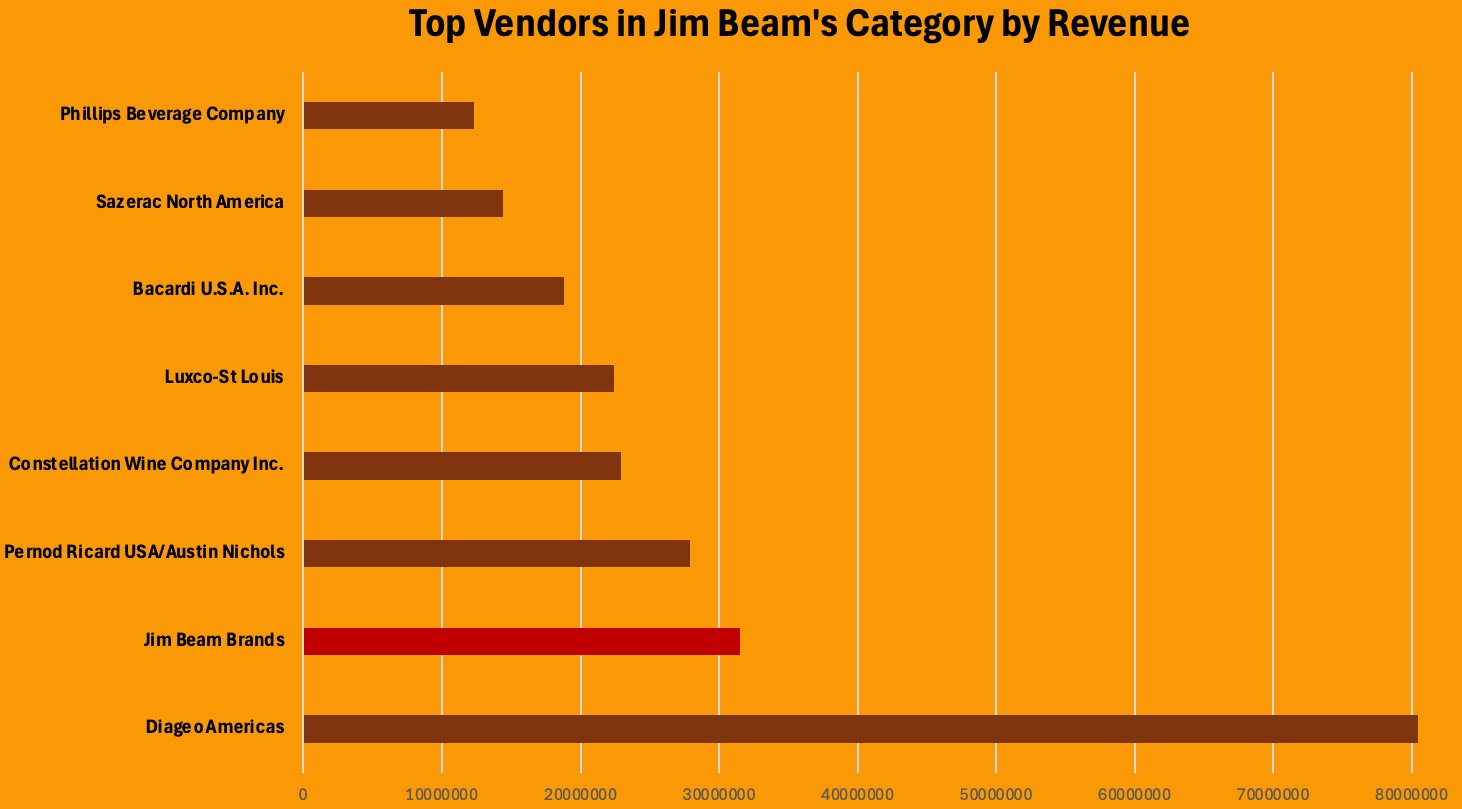 Top Vendors in Jim Beam's Category by Revenue
Phillips Beverage Company
Sazerac North America
Bacardi U.S.A. Inc.
Luxco-St Louis
Constellation Wine Company Inc.
Pernod Ricard USA/Austin Nichols
Jim Beam Brands
Diageo Americas
0 10000000 20000000 30000000 40000000 50000000 60000000 70000000 80000000